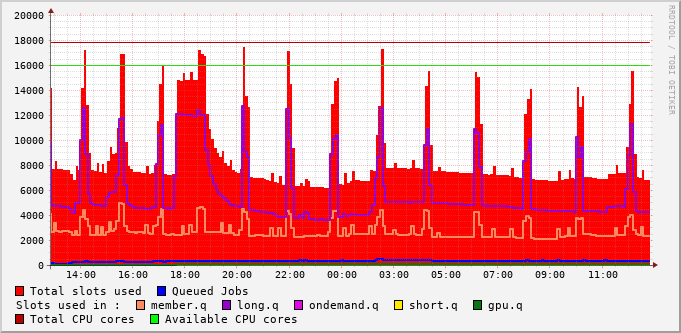 20000
18000
16000
14000
12000
10000
8000
6000
4000
2000
0
14:00 16:00 18:00 20:00 22:00 00:00 03:00 05:00 07:00 09:00 11:00
Total slots used Queued Jobs
Slots used in : member.q long.q ondemand.q short.q gpu.q
Total CPU cores Available CPU cores
RRDTOOL / TOBI OETIKER